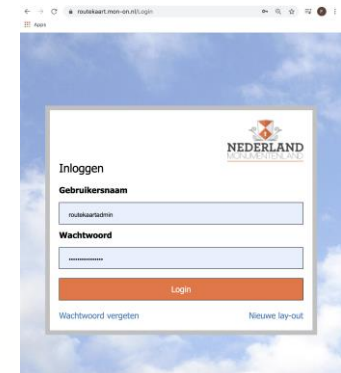 routekaart.mon-on.nl/Login
Apps
NEDERLAND
MONUMENTENLAND
Inloggen
Gebruikersnaam
routekaartadmin
Wachtwoord
••••••••••••••
Login
Wachtwoord vergeten
Nieuwe lay-out